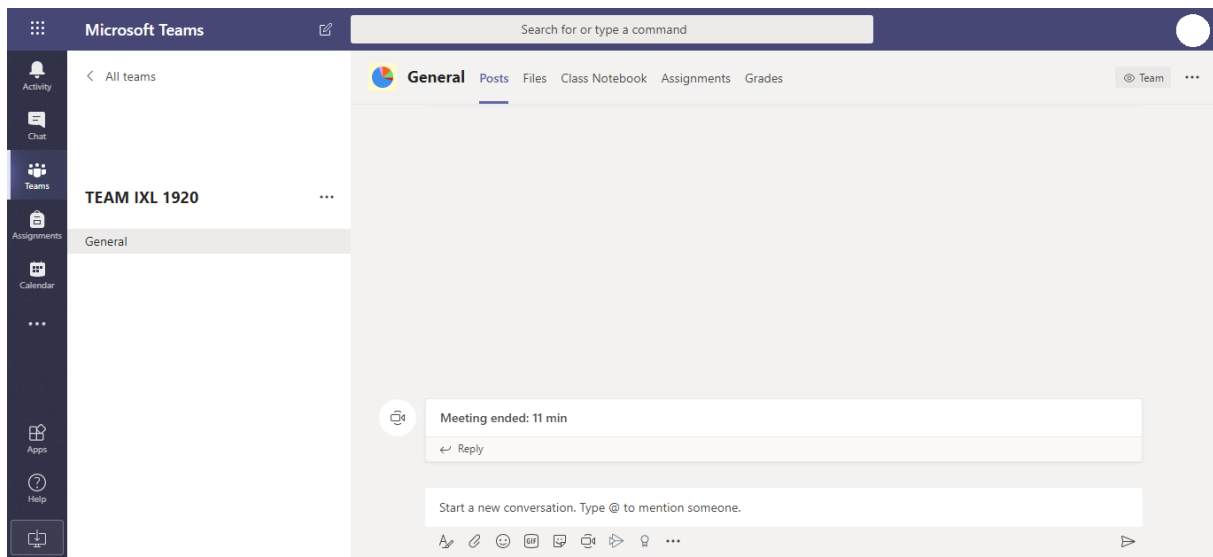 Microsoft Teams
Search for or type a command
Activity
Chat
Teams
Assignments
Calendar
Apps
Help
All teams
TEAM IXL 1920
General
General Posts Files Class Notebook Assignments Grades
Team
Meeting ended: 11 min
Reply
Start a new conversation. Type @ to mention someone.
GIF